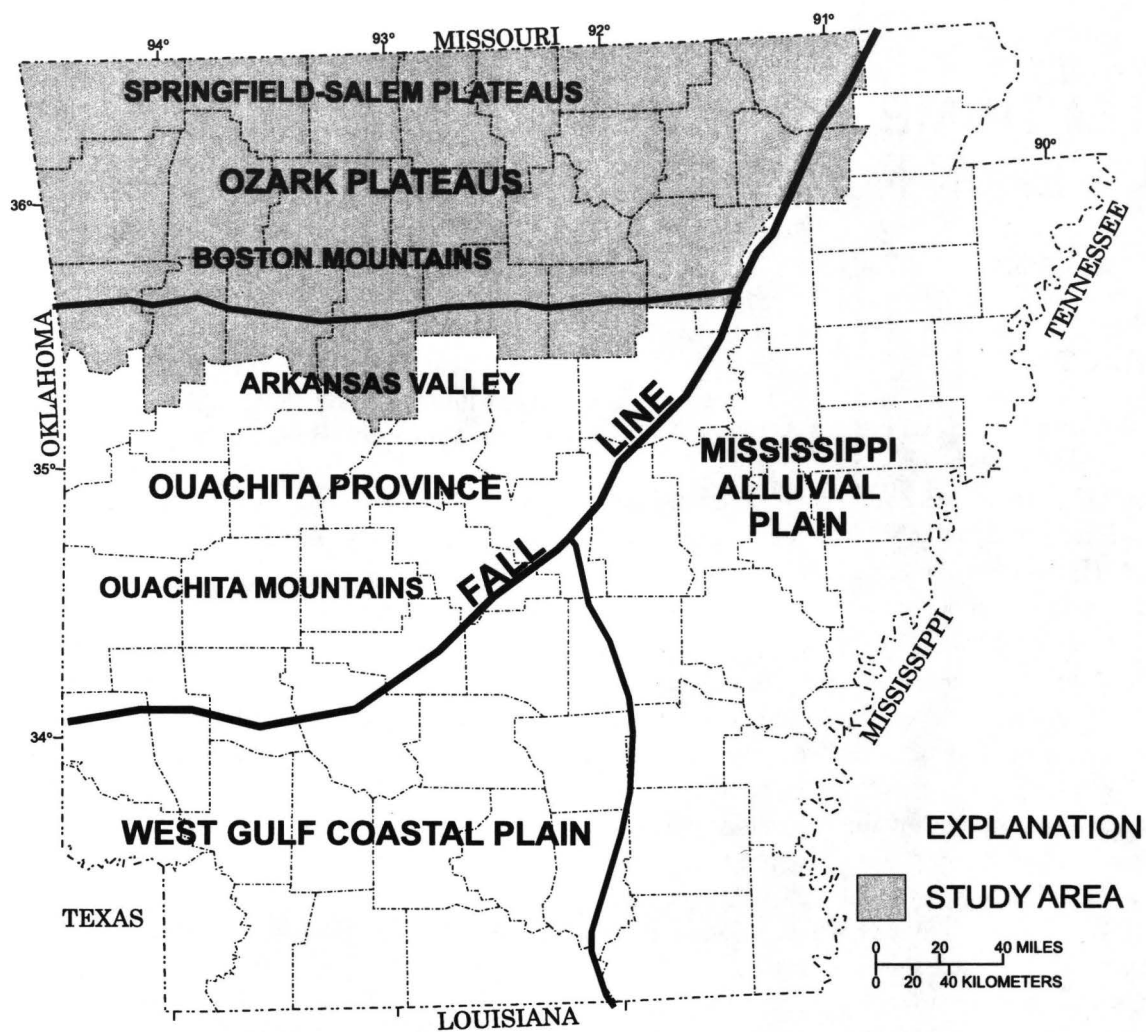 94°
93°
MISSOURI
92°
91°
SPRINGFIELD-SALEM PLATEAUS
90°
OZARK PLATEAUS
36°
BOSTON MOUNTAINS
TENNESSEE
OKLAHOMA
ARKANSAS VALLEY
FALL LINE
35°
MISSISSIPPI
ALLUVIAL
PLAIN
OUACHITA PROVINCE
OUACHITA MOUNTAINS
MISSISSIPPI
34°
WEST GULF COASTAL PLAIN
EXPLANATION
STUDY AREA
TEXAS
0 20 40 MILES
0 20 40 KILOMETERS
LOUISIANA